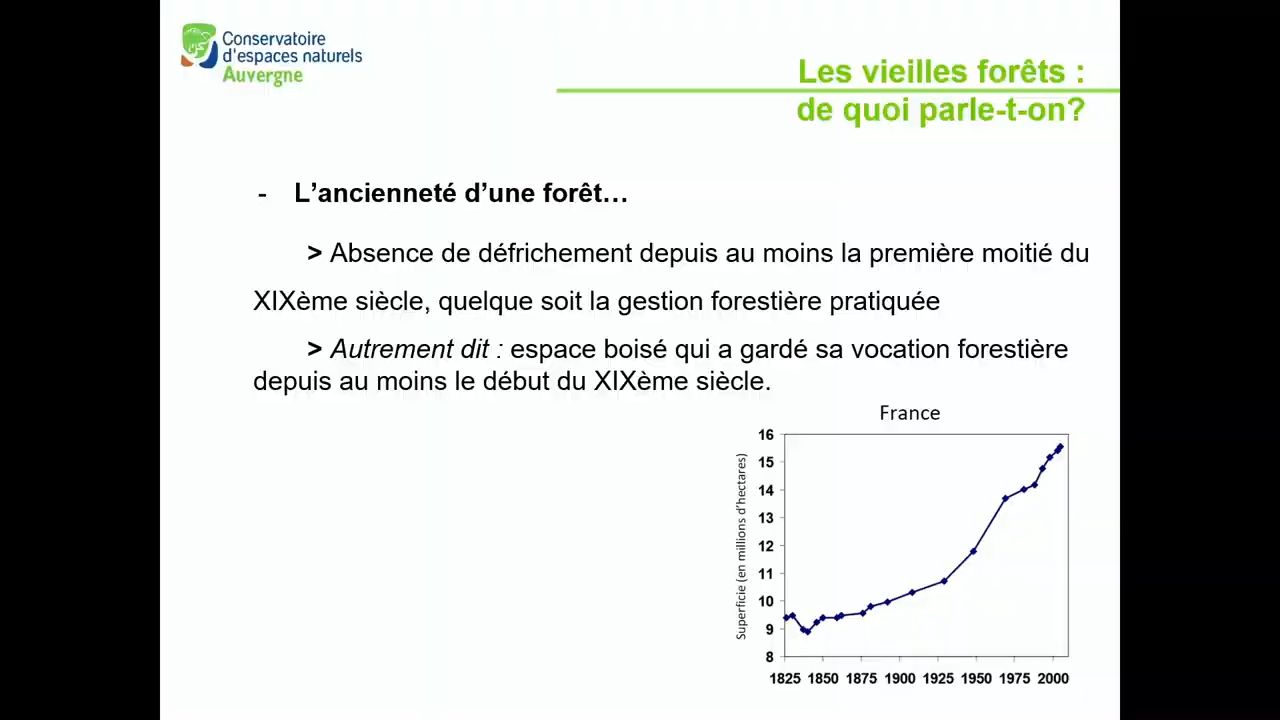 Conservatoire
d'espaces naturels
Auvergne
Les vieilles forêts :
de quoi parle-t-on?
- L’ancienneté d’une forêt…
> Absence de défrichement depuis au moins la première moitié du
XIXème siècle, quelque soit la gestion forestière pratiquée
> Autrement dit : espace boisé qui a gardé sa vocation forestière
depuis au moins le début du XIXème siècle.
France
Superficie (en millions d’hectares)
16
15
14
13
12
11
10
9
8
1825 1850 1875 1900 1925 1950 1975 2000